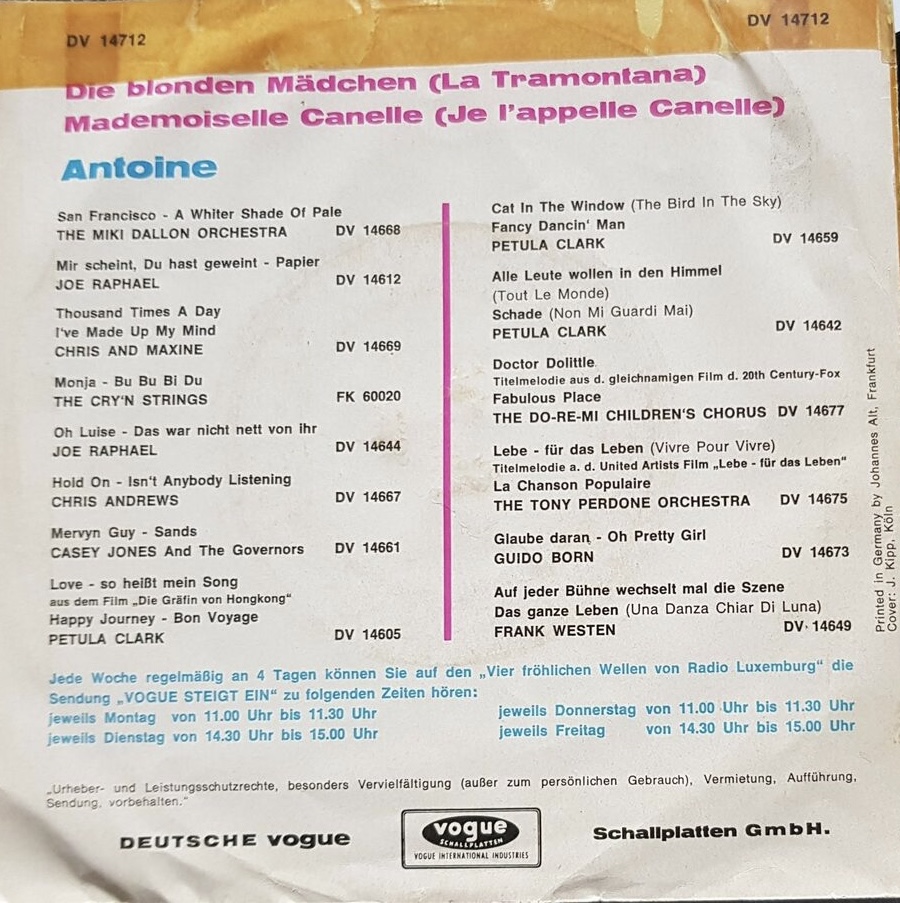 DV 14712
DV 14712
Die blonden Mädchen (La Tramontana)
Mademoiselle Canelle (Je l'appelle Canelle)
Antoine
San Francisco - A Whiter Shade Of Pale
THE MIKI DALLON ORCHESTRA DV 14668
Mir scheint, Du hast geweint - Papier
JOE RAPHAEL DV 14612
Thousand Times A Day
I've Made Up My Mind
CHRIS AND MAXINE DV 14669
Monja - Bu Bu Bi Du
THE CRY'N STRINGS FK 60020
Oh Luise - Das war nicht nett von ihr
JOE RAPHAEL DV 14644
Hold On - Isn't Anybody Listening
CHRIS ANDREWS DV 14667
Mervyn Guy - Sands
CASEY JONES And The Governors DV 14661
Love - so heißt mein Song
aus dem Film „Die Gräfin von Hongkong“
Happy Journey - Bon Voyage
PETULA CLARK DV 14605
Cat In The Window (The Bird In The Sky)
Fancy Dancin' Man
PETULA CLARK DV 14659
Alle Leute wollen in den Himmel
(Tout Le Monde)
Schade (Non Mi Guardi Mai)
PETULA CLARK DV 14642
Doctor Dolittle
Titelmelodie aus d. gleichnamigen Film d. 20th Century-Fox
Fabulous Place
THE DO-RE-MI CHILDREN'S CHORUS DV 14677
Lebe - für das Leben (Vivre Pour Vivre)
Titelmelodie a. d. United Artists Film „Lebe - für das Leben“
La Chanson Populaire
THE TONY PERDONE ORCHESTRA DV 14675
Glaube daran - Oh Pretty Girl
GUIDO BORN DV 14673
Auf jeder Bühne wechselt mal die Szene
Das ganze Leben (Una Danza Chiar Di Luna)
FRANK WESTEN DV 14649
Printed in Germany by Johannes Alt, Frankfurt
Cover: J. Kipp, Köln
Jede Woche regelmäßig an 4 Tagen können Sie auf den „Vier fröhlichen Wellen von Radio Luxemburg“ die
Sendung „VOGUE STEIGT EIN“ zu folgenden Zeiten hören:
jeweils Montag von 11.00 Uhr bis 11.30 Uhr
jeweils Dienstag von 14.30 Uhr bis 15.00 Uhr
jeweils Donnerstag von 11.00 Uhr bis 11.30 Uhr
jeweils Freitag von 14.30 Uhr bis 15.00 Uhr
„Urheber- und Leistungsschutzrechte, besonders Vervielfältigung (außer zum persönlichen Gebrauch), Vermietung, Aufführung,
Sendung, vorbehalten.“
DEUTSCHE vogue
vogue
SCHALLPLATTEN
VOGUE INTERNATIONAL INDUSTRIES
Schallplatten GmbH.